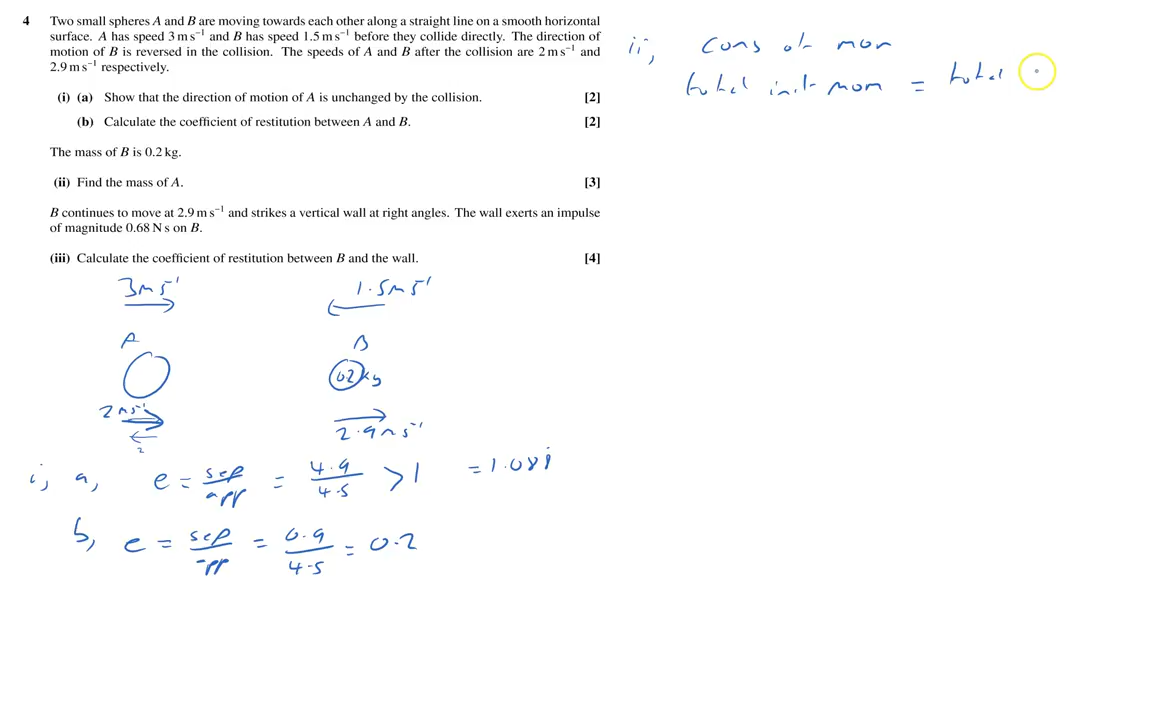 4 Two small spheres A and B are moving towards each other along a straight line on a smooth horizontal
surface. A has speed 3 m s⁻¹ and B has speed 1.5 m s⁻¹ before they collide directly. The direction of
motion of B is reversed in the collision. The speeds of A and B after the collision are 2 m s⁻¹ and
2.9 m s⁻¹ respectively.
(i) (a) Show that the direction of motion of A is unchanged by the collision. [2]
(b) Calculate the coefficient of restitution between A and B. [2]
The mass of B is 0.2 kg.
(ii) Find the mass of A. [3]
B continues to move at 2.9 m s⁻¹ and strikes a vertical wall at right angles. The wall exerts an impulse
of magnitude 0.68 N s on B.
(iii) Calculate the coefficient of restitution between B and the wall. [4]
3ms⁻¹ 1.5ms⁻¹
A B
0.2kg
2ms⁻¹
2 2.9ms⁻¹
i, a, e = sep/app = 4.9/4.5 > 1 = 1.08̇
b, e = sep/app = 0.9/4.5 = 0.2
ii, cons of mom
total init mom = total